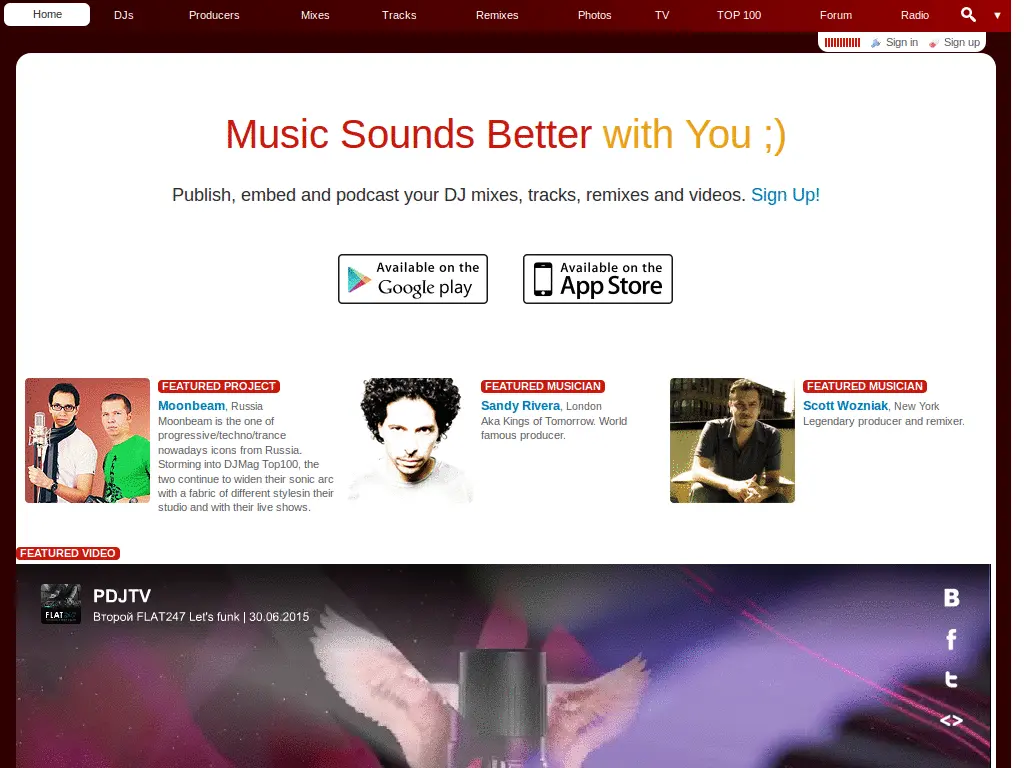 Home DJs Producers Mixes Tracks Remixes Photos TV TOP 100 Forum Radio
Sign in Sign up
Music Sounds Better with You ;)
Publish, embed and podcast your DJ mixes, tracks, remixes and videos. Sign Up!
Available on the
Google play
Available on the
App Store
FEATURED PROJECT
Moonbeam, Russia
Moonbeam is the one of
progressive/techno/trance
nowadays icons from Russia.
Storming into DJMag Top100, the
two continue to widen their sonic arc
with a fabric of different stylesin their
studio and with their live shows.
FEATURED MUSICIAN
Sandy Rivera, London
Aka Kings of Tomorrow. World
famous producer.
FEATURED MUSICIAN
Scott Wozniak, New York
Legendary producer and remixer.
FEATURED VIDEO
FLAT247
PDJTV
Второй FLAT247 Let's funk | 30.06.2015